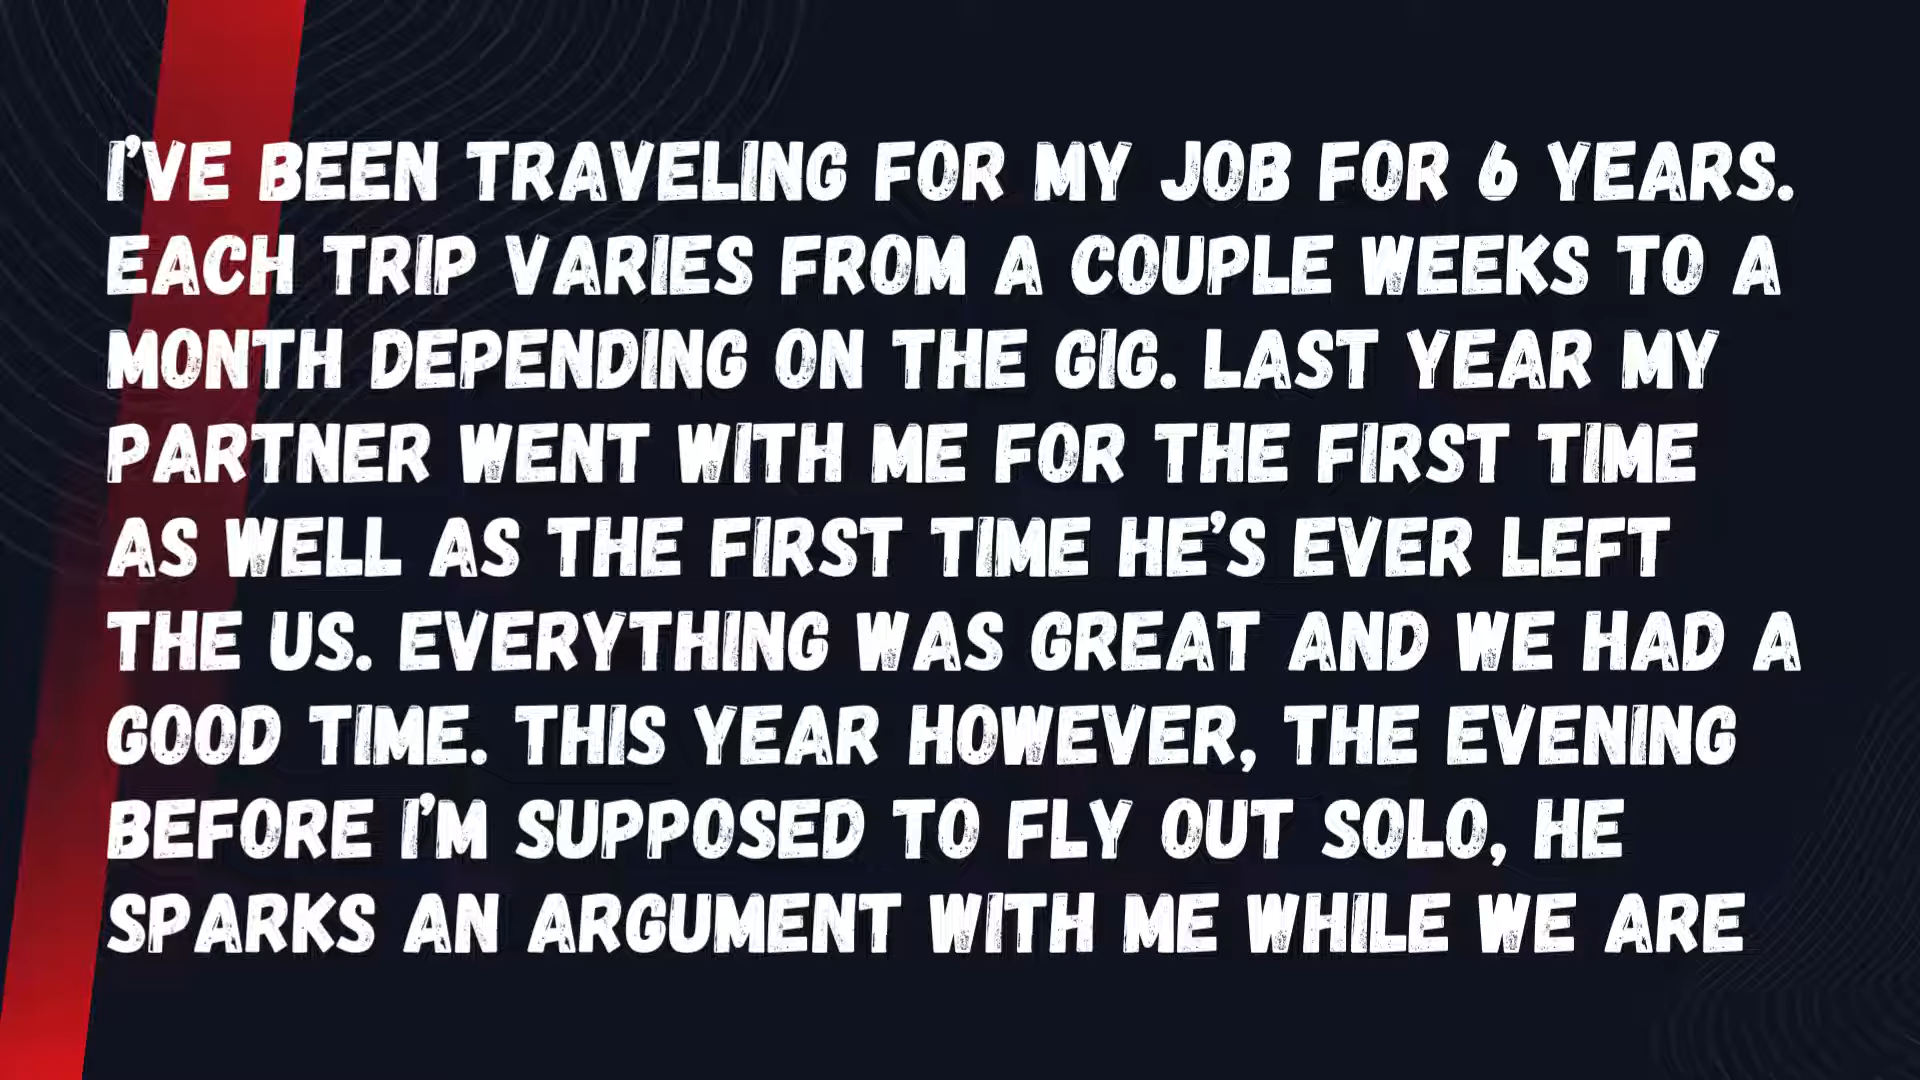 I'VE BEEN TRAVELING FOR MY JOB FOR 6 YEARS.
EACH TRIP VARIES FROM A COUPLE WEEKS TO A
MONTH DEPENDING ON THE GIG. LAST YEAR MY
PARTNER WENT WITH ME FOR THE FIRST TIME
AS WELL AS THE FIRST TIME HE'S EVER LEFT
THE US. EVERYTHING WAS GREAT AND WE HAD A
GOOD TIME. THIS YEAR HOWEVER, THE EVENING
BEFORE I'M SUPPOSED TO FLY OUT SOLO, HE
SPARKS AN ARGUMENT WITH ME WHILE WE ARE